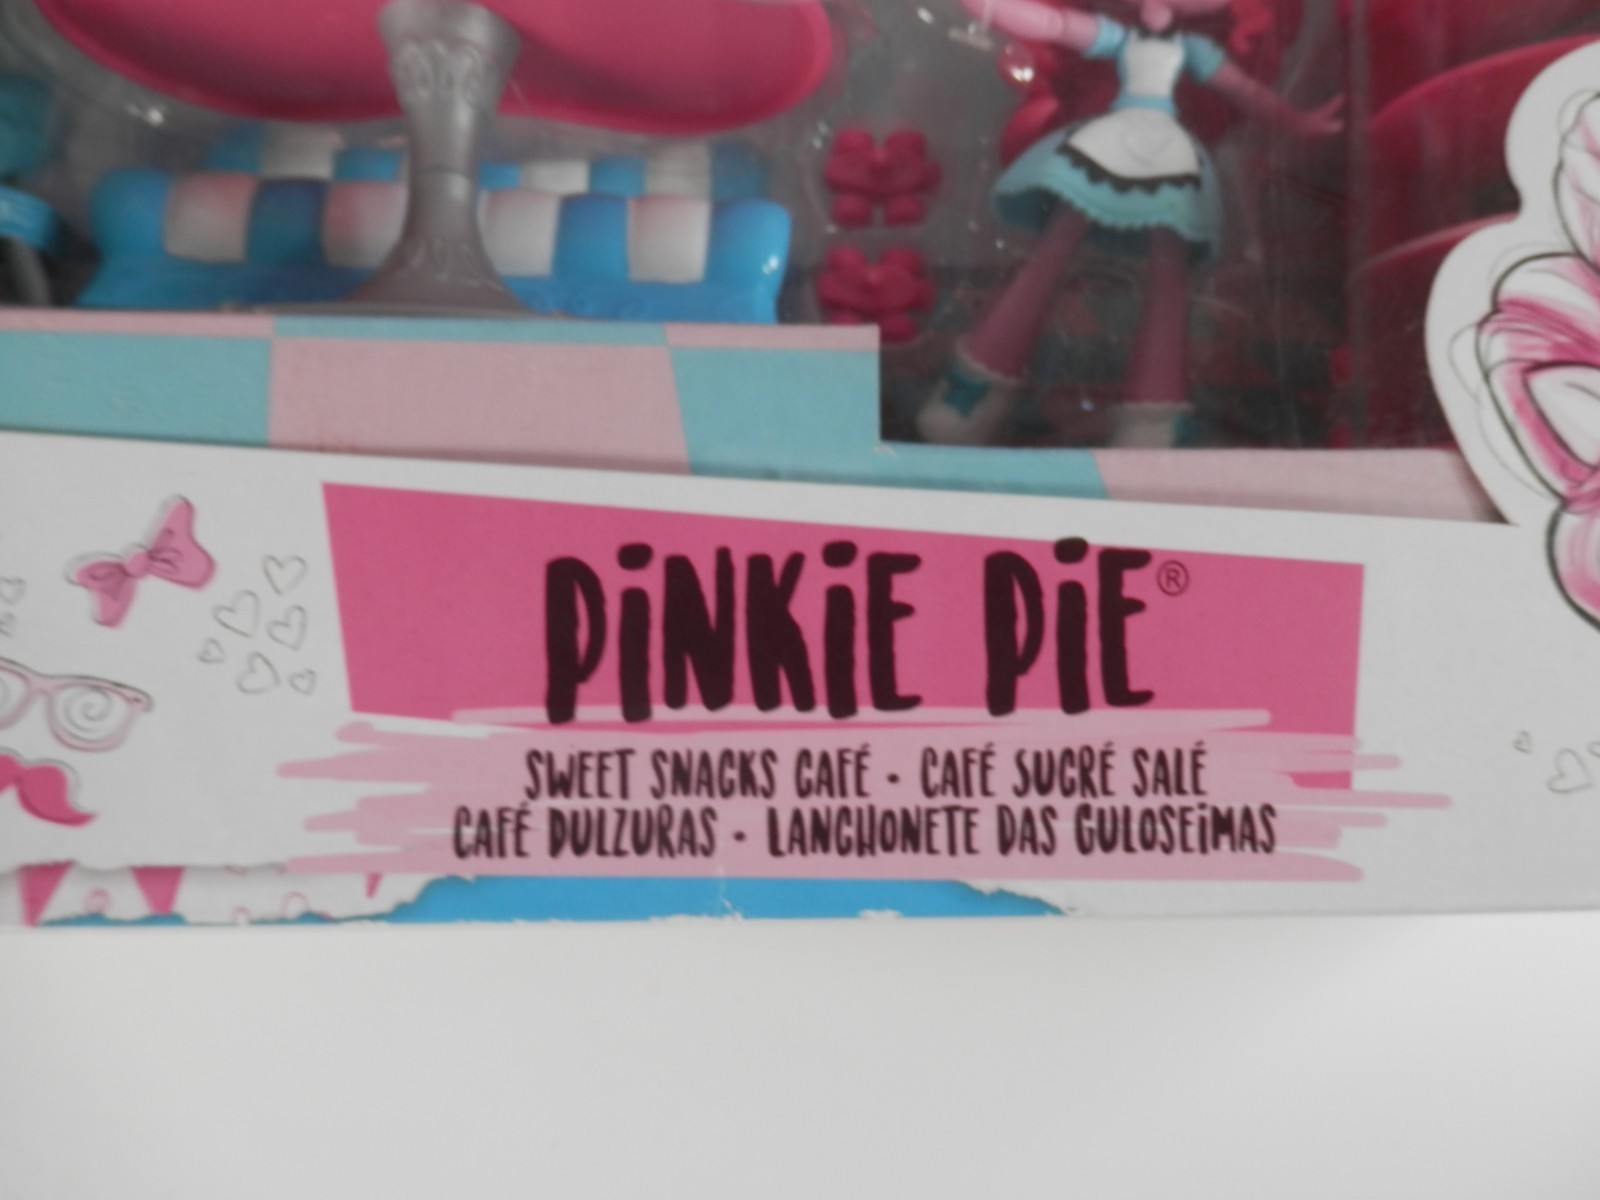 PiNKiE PiE®
SWEET SNACKS CAFÉ · CAFÉ SUCRÉ SALÉ
CAFÉ DULZURAS · LANCHONETE DAS GULOSEiMAS